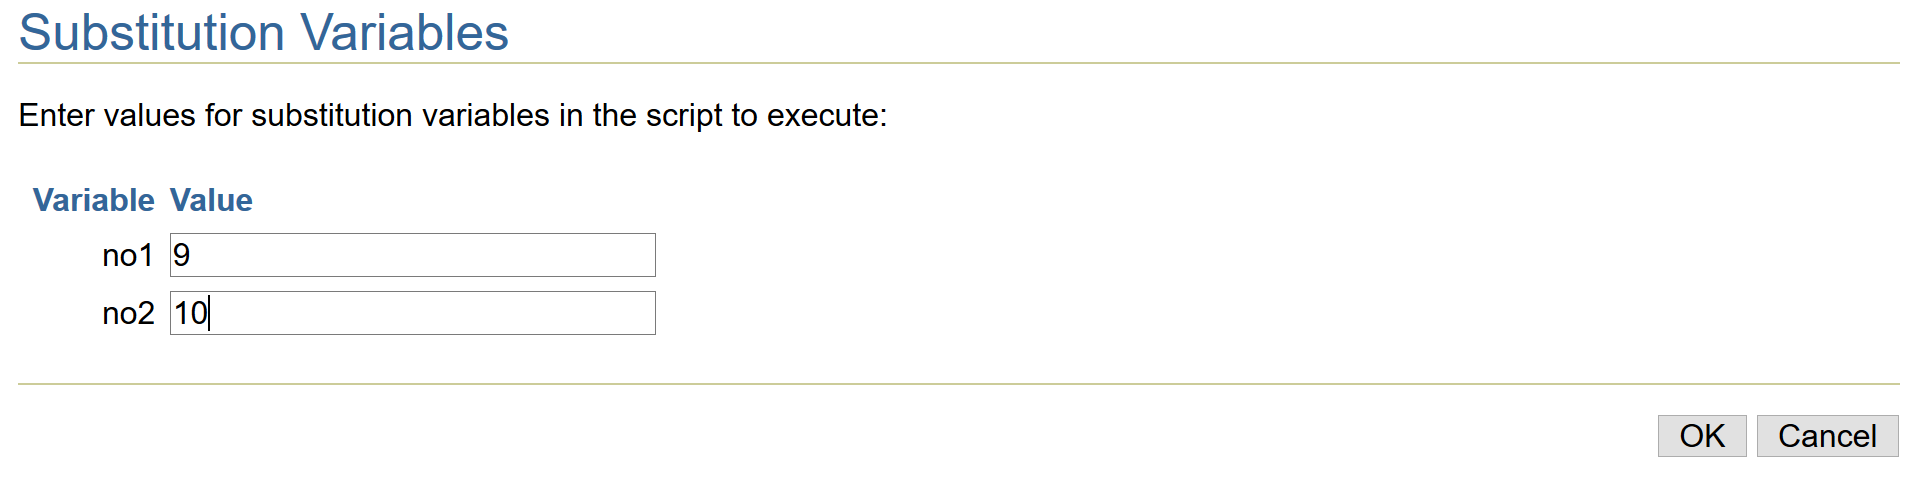 Substitution Variables
Enter values for substitution variables in the script to execute:
Variable Value
no1 9
no2 10
OK Cancel